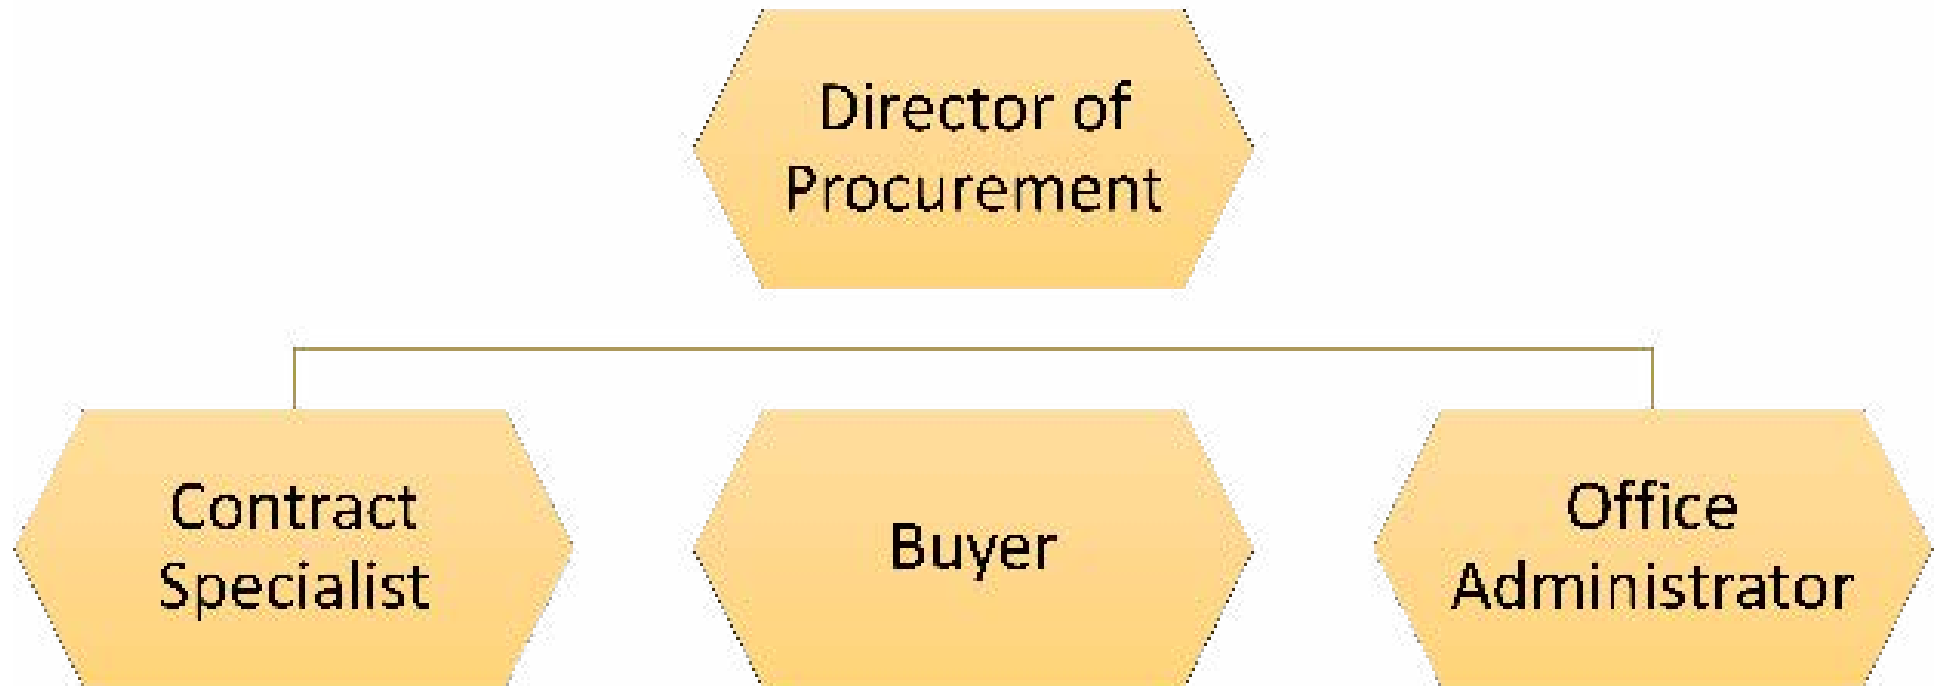 Director of
Procurement
Contract
Specialist
Buyer
Office
Administrator